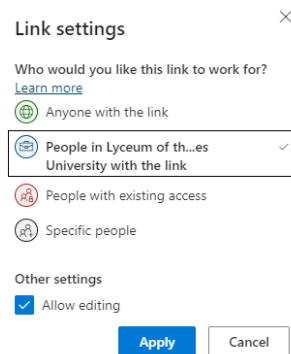 Link settings
Who would you like this link to work for?
Learn more
Anyone with the link
People in Lyceum of th...es
University with the link
People with existing access
Specific people
Other settings
Allow editing
Apply Cancel